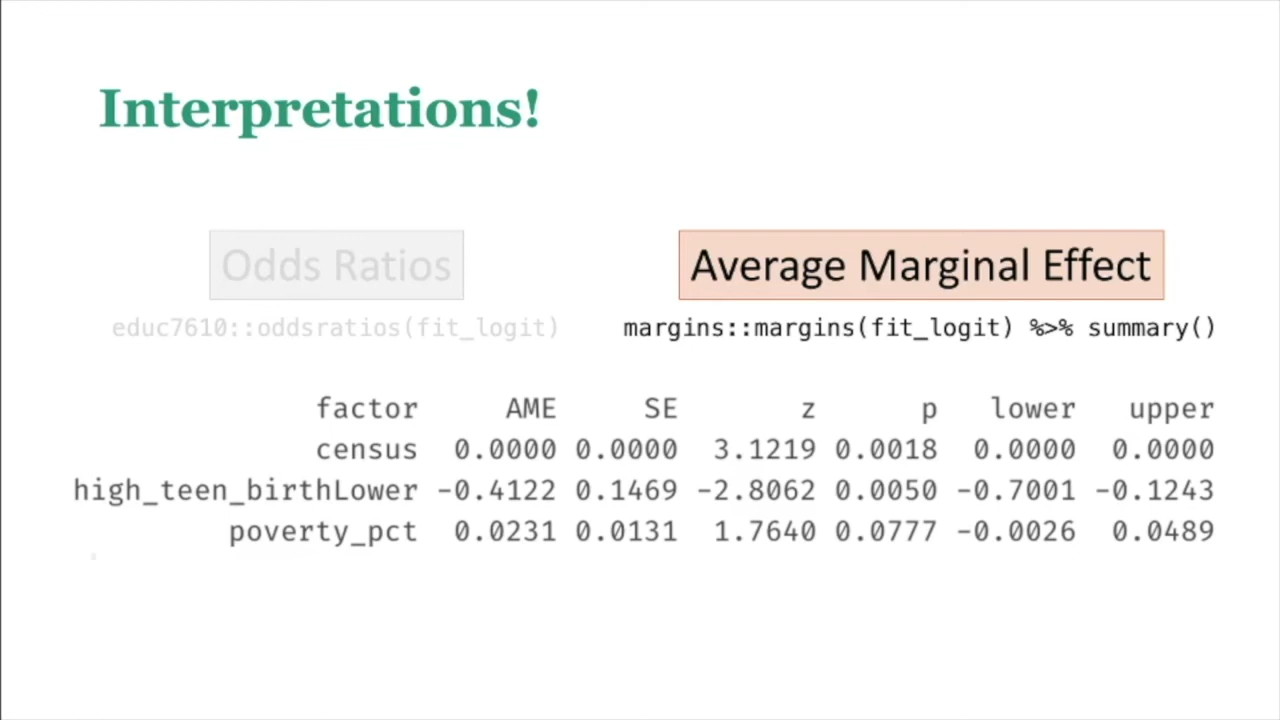 Interpretations!
Odds Ratios
educ7610::oddsratios(fit_logit)
Average Marginal Effect
margins::margins(fit_logit) %>% summary()
factor AME SE z p lower upper
census 0.0000 0.0000 3.1219 0.0018 0.0000 0.0000
high_teen_birthLower -0.4122 0.1469 -2.8062 0.0050 -0.7001 -0.1243
poverty_pct 0.0231 0.0131 1.7640 0.0777 -0.0026 0.0489